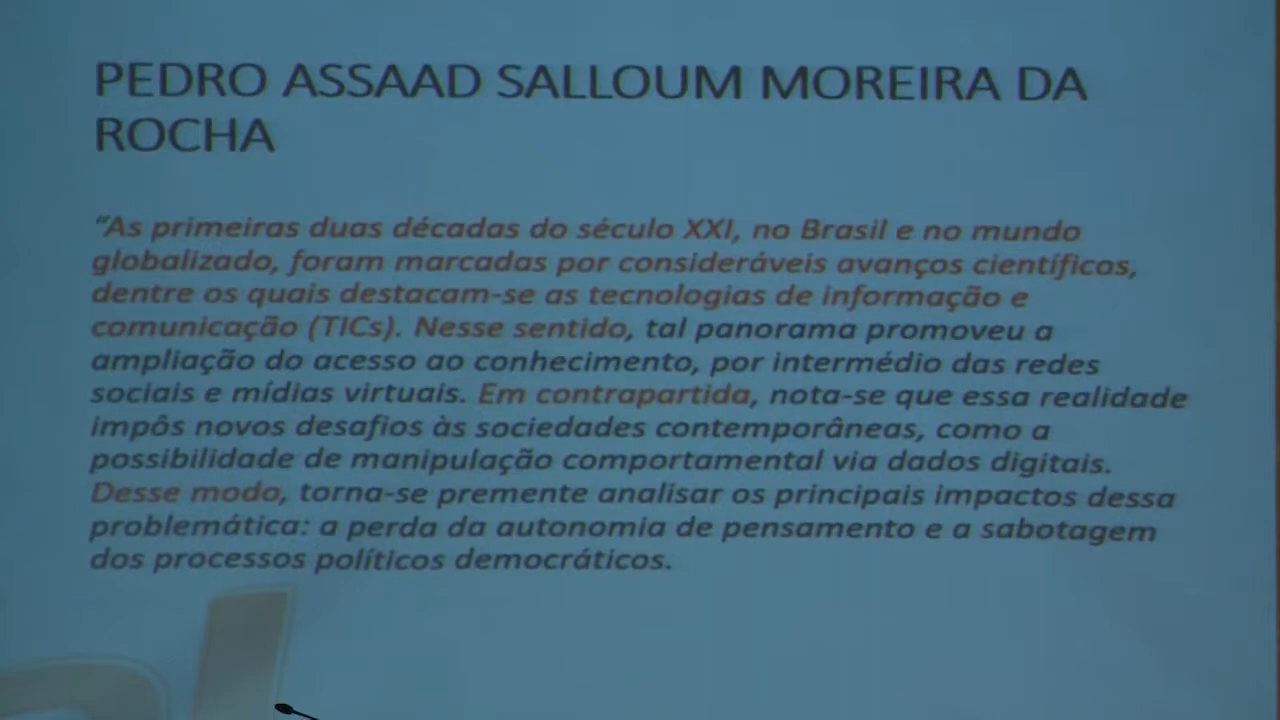 PEDRO ASSAAD SALLOUM MOREIRA DA
ROCHA
“As primeiras duas décadas do século XXI, no Brasil e no mundo
globalizado, foram marcadas por consideráveis avanços científicos,
dentre os quais destacam-se as tecnologias de informação e
comunicação (TICs). Nesse sentido, tal panorama promoveu a
ampliação do acesso ao conhecimento, por intermédio das redes
sociais e mídias virtuais. Em contrapartida, nota-se que essa realidade
impôs novos desafios às sociedades contemporâneas, como a
possibilidade de manipulação comportamental via dados digitais.
Desse modo, torna-se premente analisar os principais impactos dessa
problemática: a perda da autonomia de pensamento e a sabotagem
dos processos políticos democráticos.